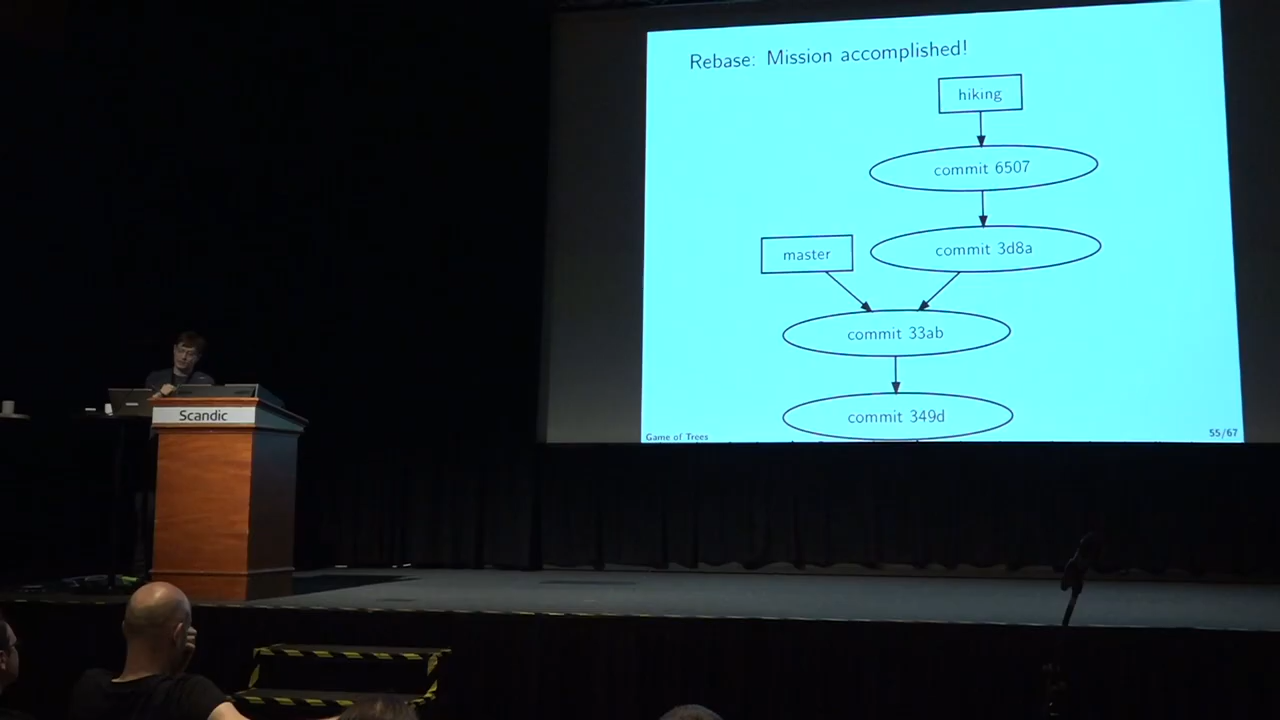 Rebase: Mission accomplished!
hiking
commit 6507
master
commit 3d8a
commit 33ab
commit 349d
Game of Trees
55/67
Scandic